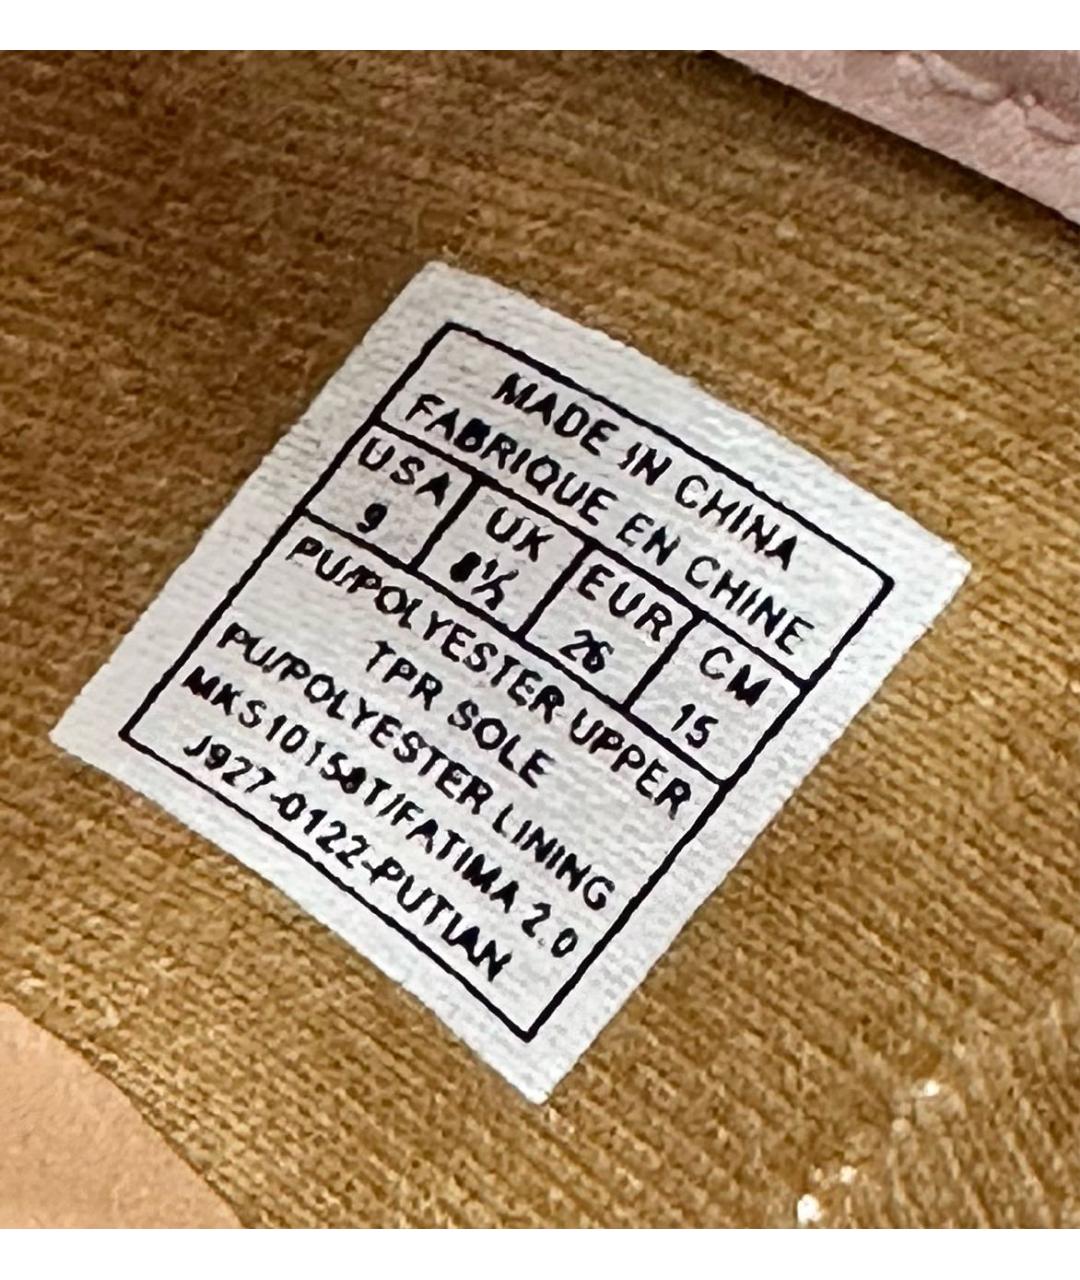 MADE IN CHINA
FABRIQUE EN CHINE
USA UK EUR CM
9 8½ 26 15
PU/POLYESTER UPPER
TPR SOLE
PU/POLYESTER LINING
MKS10158T/FATIMA 2.0
J927-0122-PUTIAN